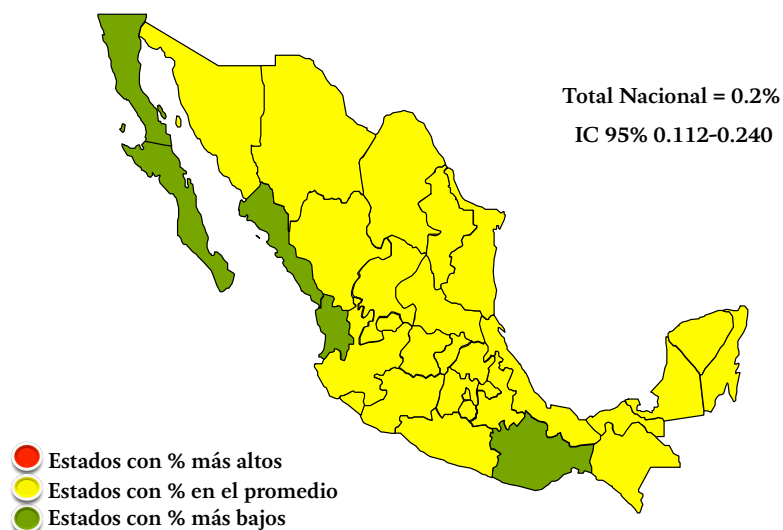 Total Nacional = 0.2%
IC 95% 0.112-0.240
Estados con % más altos
Estados con % en el promedio
Estados con % más bajos